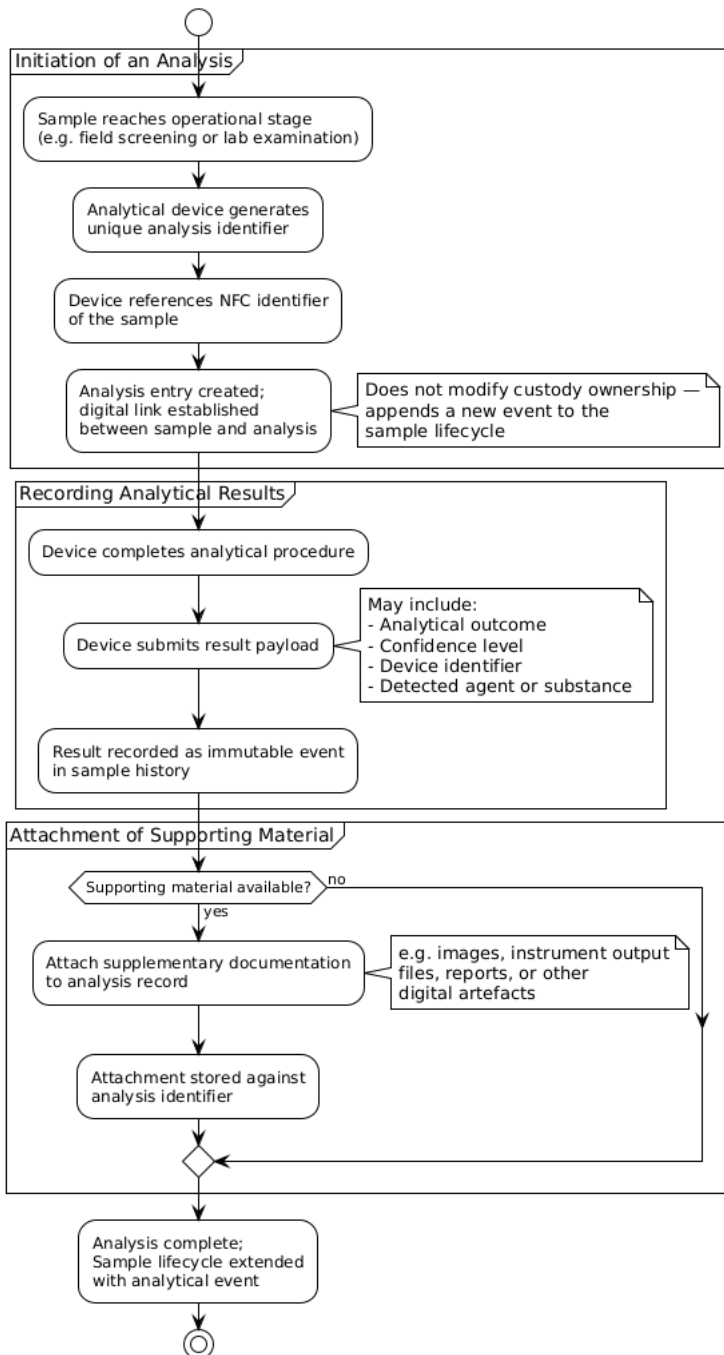 Initiation of an Analysis
Sample reaches operational stage
(e.g. field screening or lab examination)
Analytical device generates
unique analysis identifier
Device references NFC identifier
of the sample
Analysis entry created;
digital link established
between sample and analysis
Does not modify custody ownership —
appends a new event to the
sample lifecycle
Recording Analytical Results
Device completes analytical procedure
Device submits result payload
May include:
- Analytical outcome
- Confidence level
- Device identifier
- Detected agent or substance
Result recorded as immutable event
in sample history
Attachment of Supporting Material
Supporting material available?
no
yes
Attach supplementary documentation
to analysis record
e.g. images, instrument output
files, reports, or other
digital artefacts
Attachment stored against
analysis identifier
Analysis complete;
Sample lifecycle extended
with analytical event